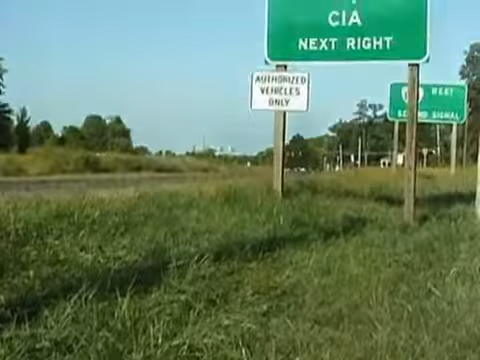 CIA
NEXT RIGHT
AUTHORIZED
VEHICLES
ONLY
WEST
SECOND SIGNAL